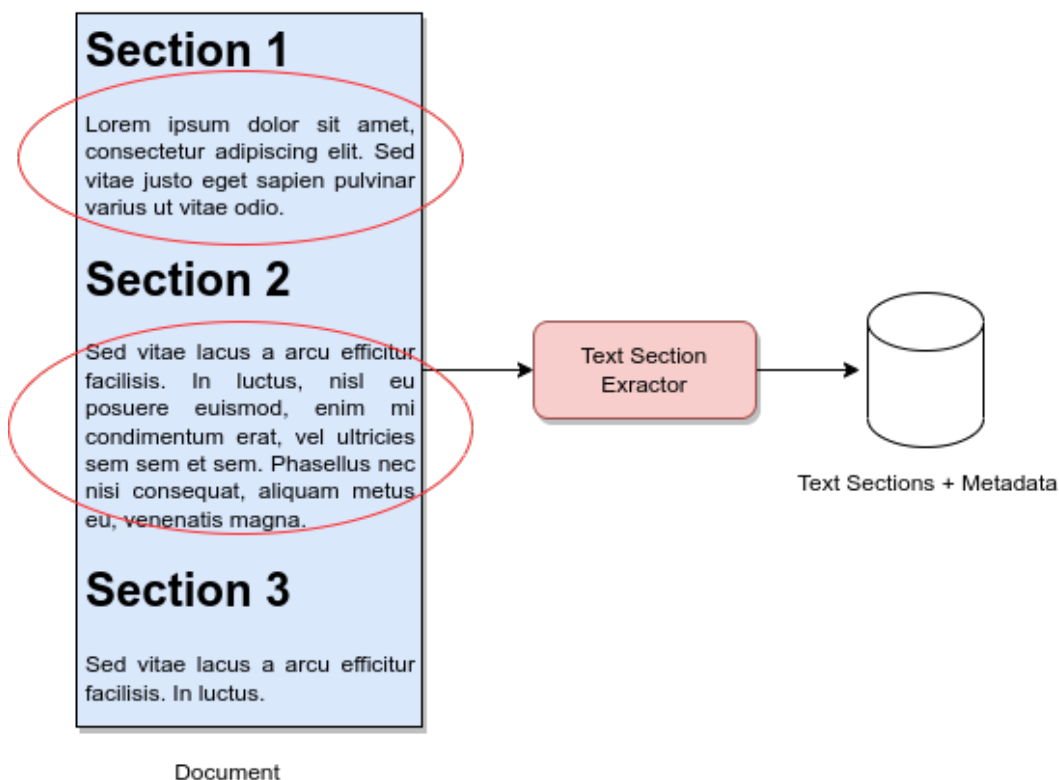 Section 1
Lorem ipsum dolor sit amet,
consectetur adipiscing elit. Sed
vitae justo eget sapien pulvinar
varius ut vitae odio.
Section 2
Sed vitae lacus a arcu efficitur
facilisis. In luctus, nisl eu
posuere euismod, enim mi
condimentum erat, vel ultricies
sem sem et sem. Phasellus nec
nisi consequat, aliquam metus
eu, venenatis magna.
Section 3
Sed vitae lacus a arcu efficitur
facilisis. In luctus.
Document
Text Section
Exractor
Text Sections + Metadata